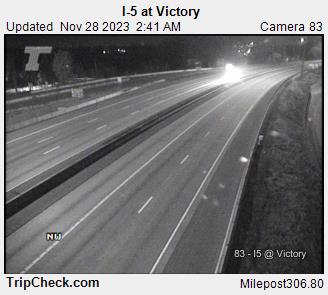 I-5 at Victory
Updated Nov 28 2023 2:41 AM Camera 83
T
NW
83 - I5 @ Victory
TripCheck.com Milepost306.80